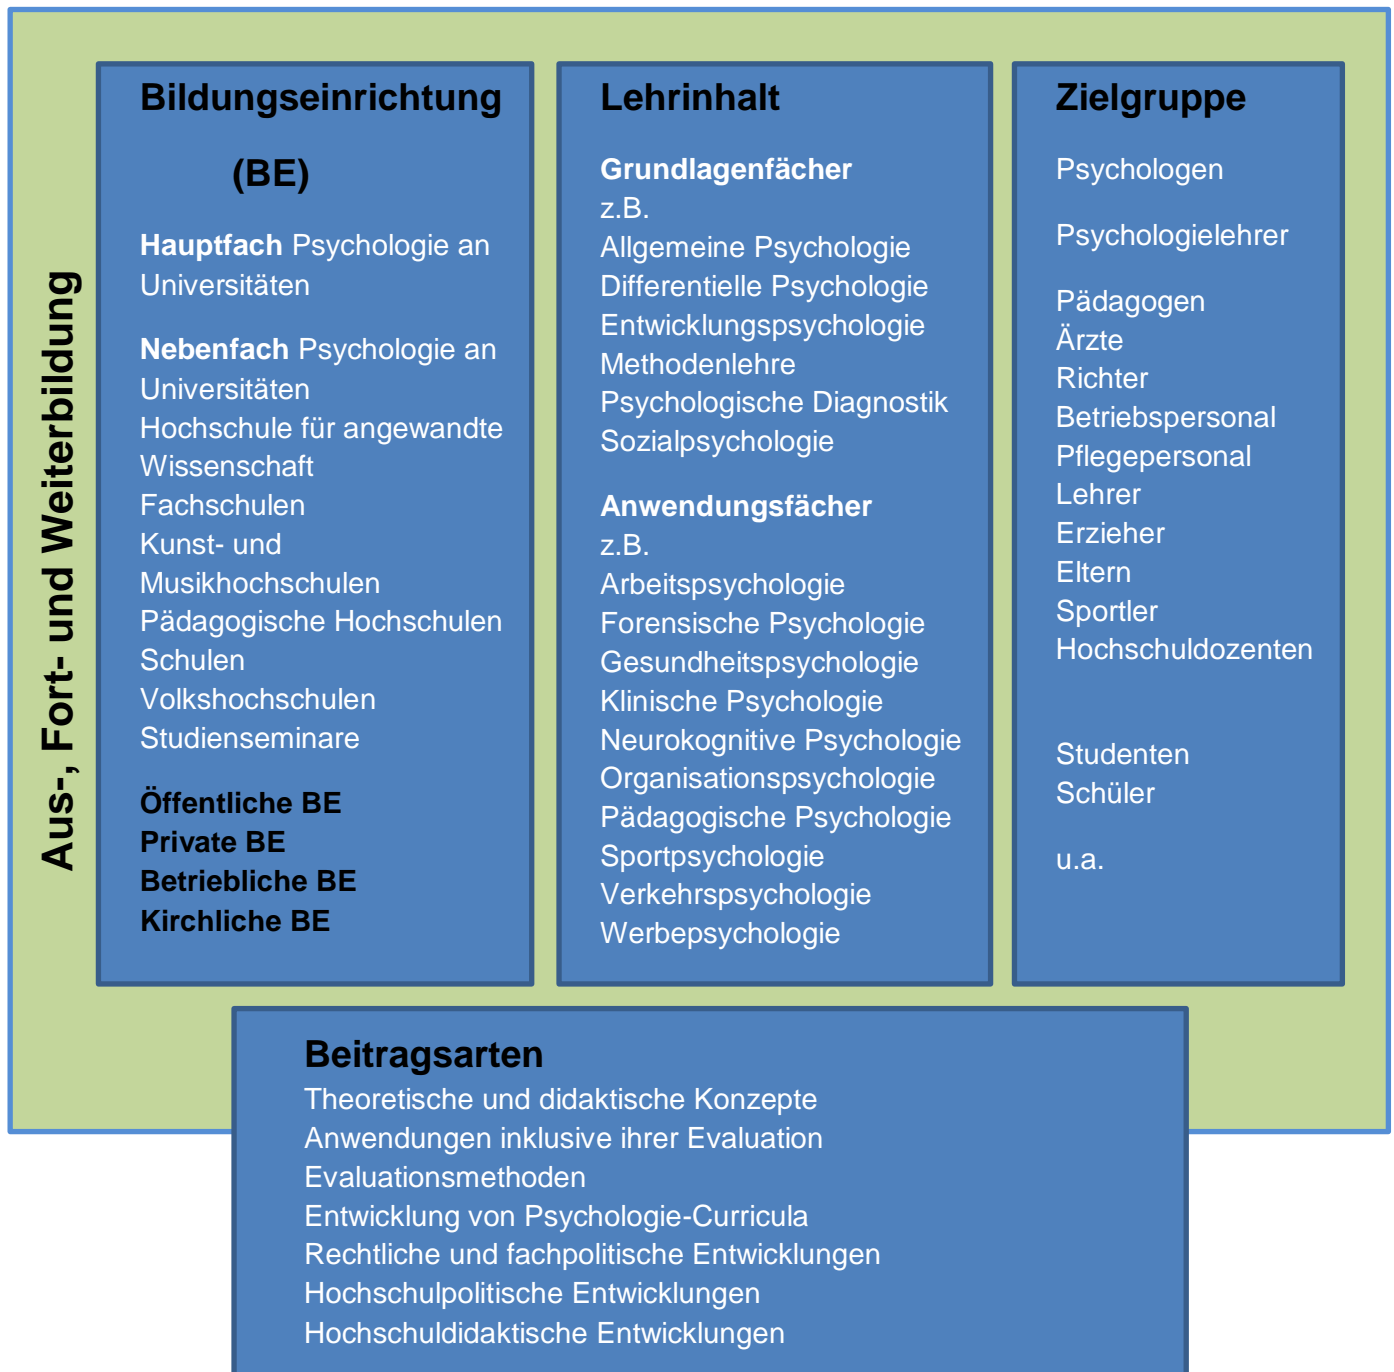 Aus-, Fort- und Weiterbildung
Bildungseinrichtung
(BE)
Hauptfach Psychologie an
Universitäten
Nebenfach Psychologie an
Universitäten
Hochschule für angewandte
Wissenschaft
Fachschulen
Kunst- und
Musikhochschulen
Pädagogische Hochschulen
Schulen
Volkshochschulen
Studienseminare
Öffentliche BE
Private BE
Betriebliche BE
Kirchliche BE
Lehrinhalt
Grundlagenfächer
z.B.
Allgemeine Psychologie
Differentielle Psychologie
Entwicklungspsychologie
Methodenlehre
Psychologische Diagnostik
Sozialpsychologie
Anwendungsfächer
z.B.
Arbeitspsychologie
Forensische Psychologie
Gesundheitspsychologie
Klinische Psychologie
Neurokognitive Psychologie
Organisationspsychologie
Pädagogische Psychologie
Sportpsychologie
Verkehrspsychologie
Werbepsychologie
Zielgruppe
Psychologen
Psychologielehrer
Pädagogen
Ärzte
Richter
Betriebspersonal
Pflegepersonal
Lehrer
Erzieher
Eltern
Sportler
Hochschuldozenten
Studenten
Schüler
u.a.
Beitragsarten
Theoretische und didaktische Konzepte
Anwendungen inklusive ihrer Evaluation
Evaluationsmethoden
Entwicklung von Psychologie-Curricula
Rechtliche und fachpolitische Entwicklungen
Hochschulpolitische Entwicklungen
Hochschuldidaktische Entwicklungen